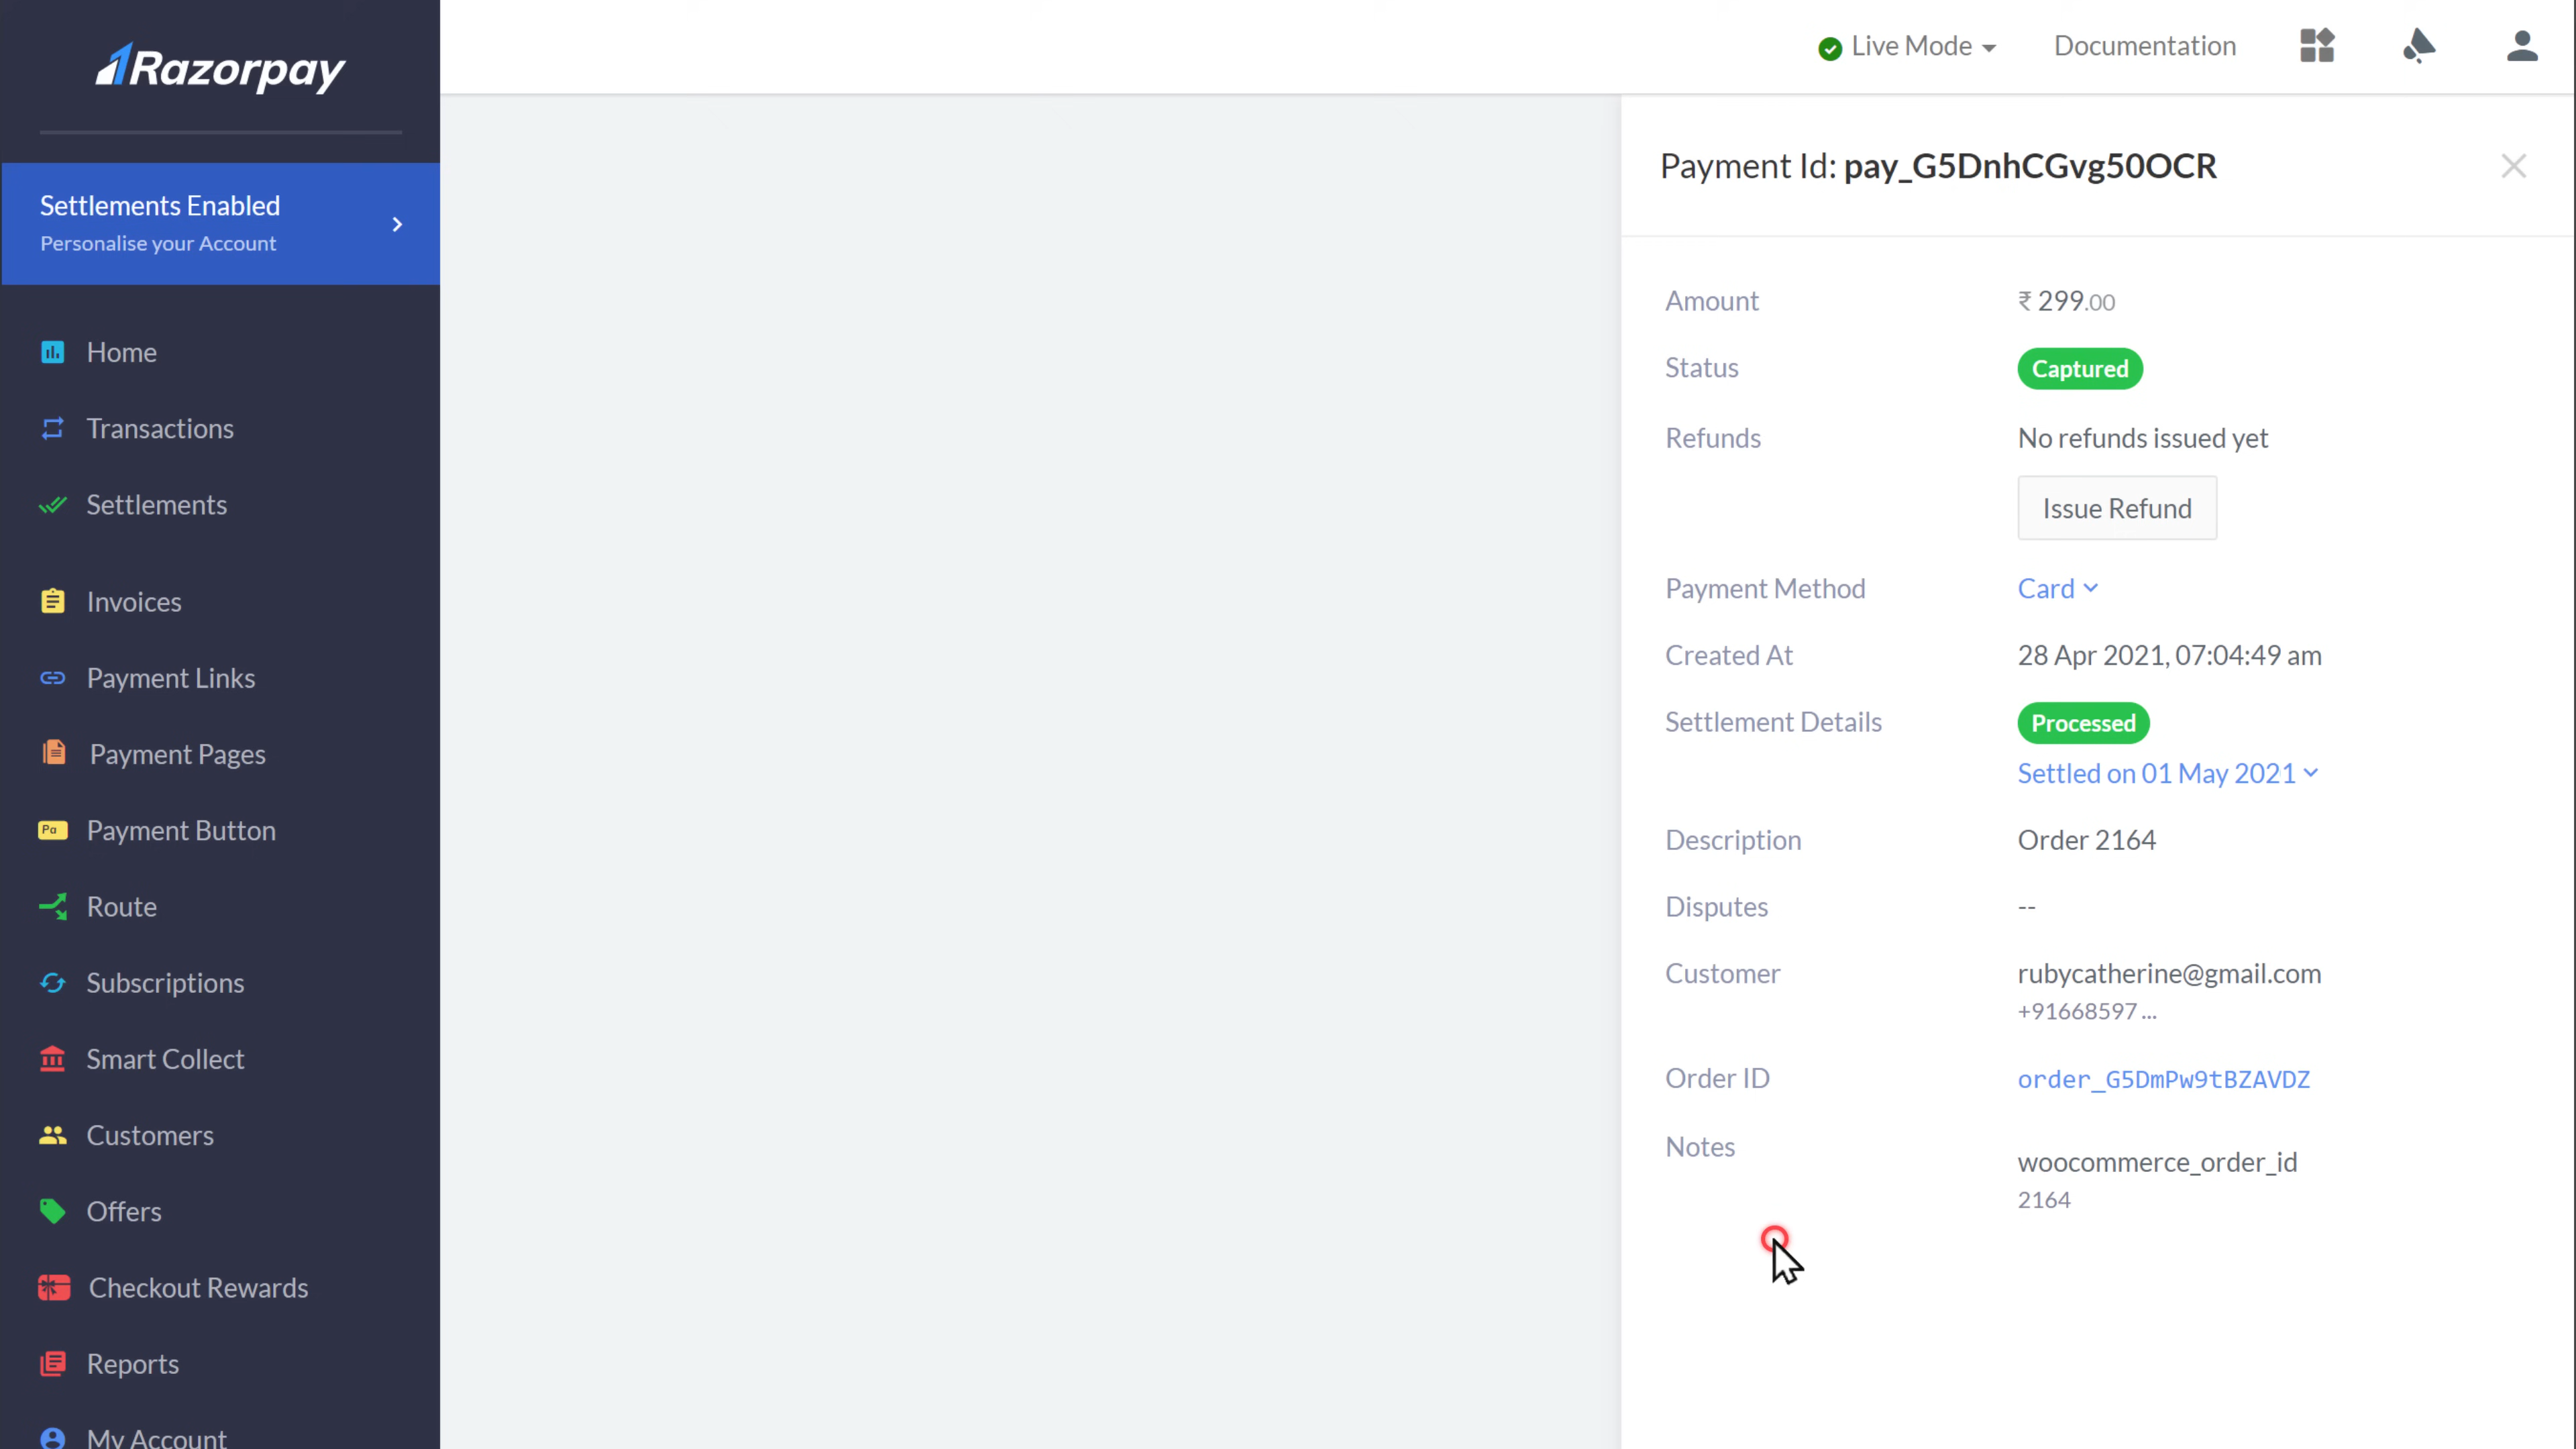 Razorpay
Live Mode
Documentation
Settlements Enabled
Personalise your Account
Home
Transactions
Settlements
Invoices
Payment Links
Payment Pages
Payment Button
Route
Subscriptions
Smart Collect
Customers
Offers
Checkout Rewards
Reports
My Account
Payment Id: pay_G5DnhCGvg50OCR
Amount
₹ 299.00
Status
Captured
Refunds
No refunds issued yet
Issue Refund
Payment Method
Card
Created At
28 Apr 2021, 07:04:49 am
Settlement Details
Processed
Settled on 01 May 2021
Description
Order 2164
Disputes
--
Customer
rubycatherine@gmail.com
+91668597 ...
Order ID
order_G5DmPw9tBZAVDZ
Notes
woocommerce_order_id
2164